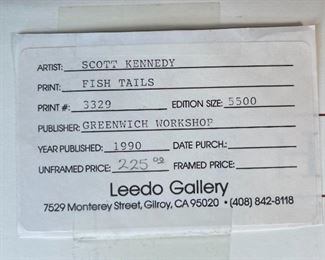 ARTIST: SCOTT KENNEDY
PRINT: FISH TAILS
PRINT #: 3329 EDITION SIZE: 5500
PUBLISHER: GREENWICH WORKSHOP
YEAR PUBLISHED: 1990 DATE PURCH.:
UNFRAMED PRICE: 225 00 FRAMED PRICE:
Leedo Gallery
7529 Monterey Street, Gilroy, CA 95020 • (408) 842-8118